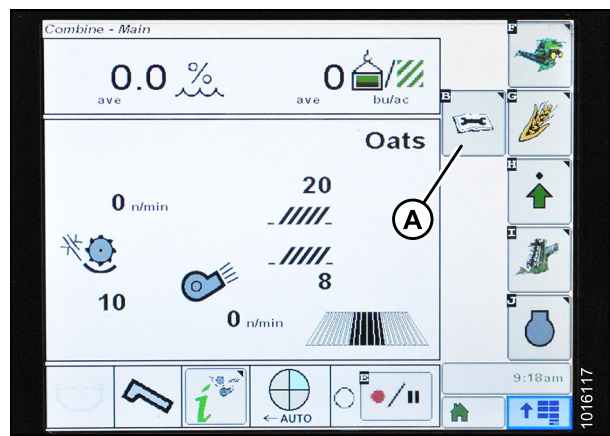 Combine - Main
0.0 %
ave
0 /
ave bu/ac
B
F
G
H
I
J
E
Oats
0 n/min
20
8
10
0 n/min
A
i
← AUTO
/
9:18am
1016117